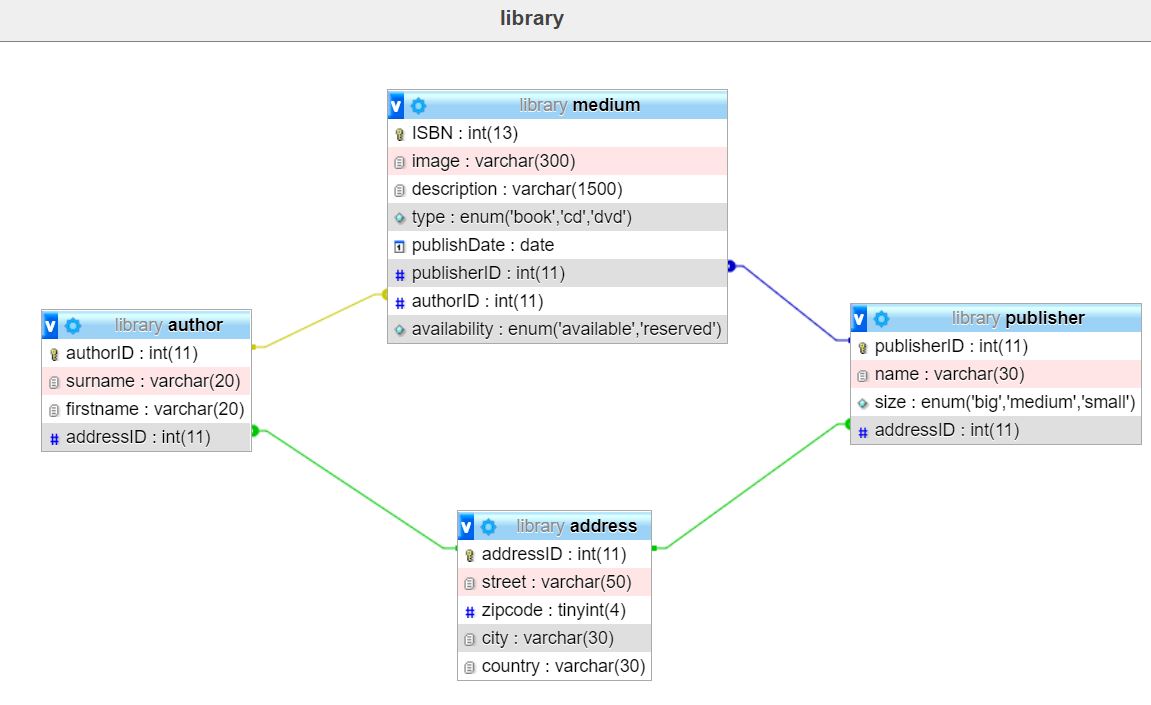 library
library medium
ISBN : int(13)
image : varchar(300)
description : varchar(1500)
type : enum('book','cd','dvd')
publishDate : date
publisherID : int(11)
authorID : int(11)
availability : enum('available','reserved')
library author
authorID : int(11)
surname : varchar(20)
firstname : varchar(20)
addressID : int(11)
library publisher
publisherID : int(11)
name : varchar(30)
size : enum('big','medium','small')
addressID : int(11)
library address
addressID : int(11)
street : varchar(50)
zipcode : tinyint(4)
city : varchar(30)
country : varchar(30)